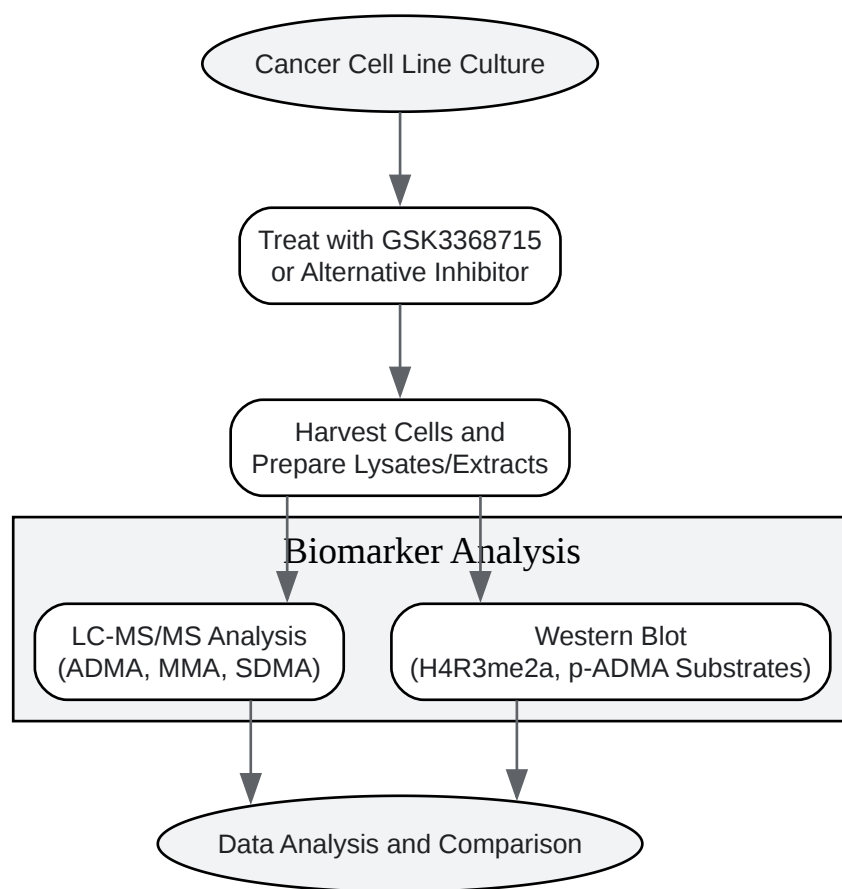 Cancer Cell Line Culture
Treat with GSK3368715
or Alternative Inhibitor
Harvest Cells and
Prepare Lysates/Extracts
Biomarker Analysis
LC-MS/MS Analysis
(ADMA, MMA, SDMA)
Western Blot
(H4R3me2a, p-ADMA Substrates)
Data Analysis and Comparison